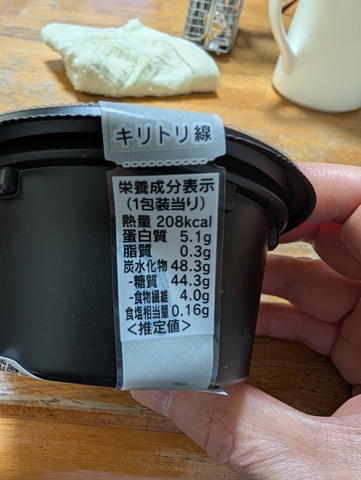 キリトリ線
栄養成分表示
(1包装当り)
熱量 208kcal
蛋白質 5.1g
脂質 0.3g
炭水化物 48.3g
-糖質 44.3g
-食物繊維 4.0g
食塩相当量 0.16g
<推定値>